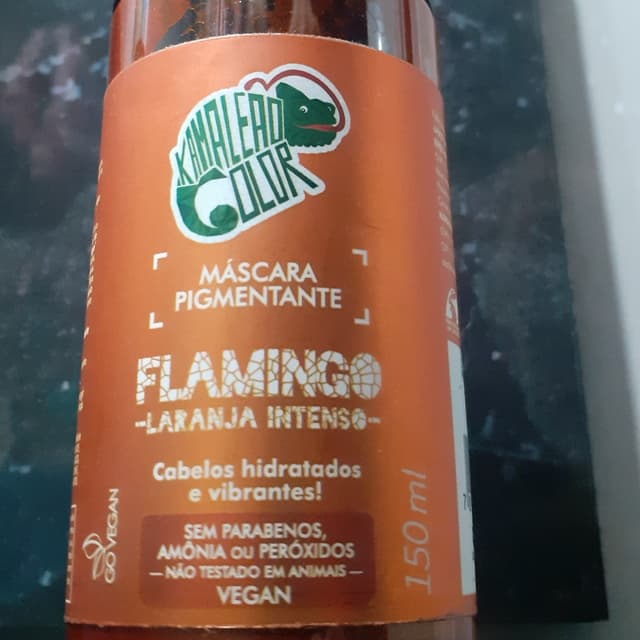 KAMALEÃO
COLOR
MÁSCARA
PIGMENTANTE
FLAMINGO
-LARANJA INTENSO-
Cabelos hidratados
e vibrantes!
GO VEGAN
SEM PARABENOS,
AMÔNIA OU PERÓXIDOS
— NÃO TESTADO EM ANIMAIS —
VEGAN
150 ml